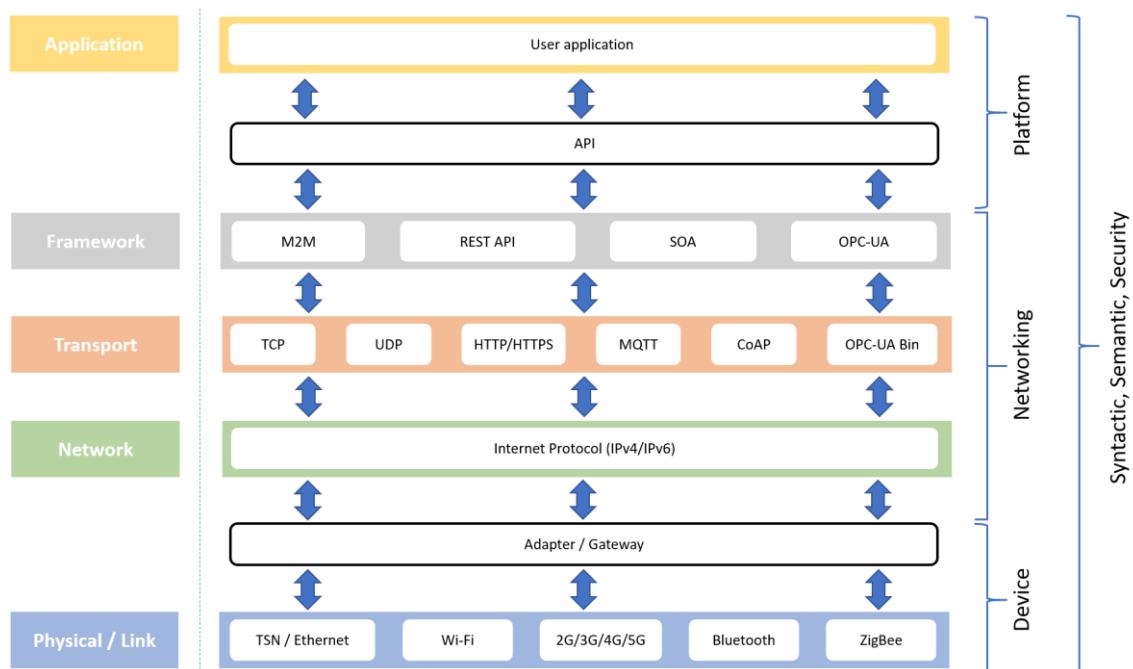 Application
User application
API
Framework
M2M
REST API
SOA
OPC-UA
Transport
TCP
UDP
HTTP/HTTPS
MQTT
CoAP
OPC-UA Bin
Network
Internet Protocol (IPv4/IPv6)
Adapter / Gateway
Physical / Link
TSN / Ethernet
Wi-Fi
2G/3G/4G/5G
Bluetooth
ZigBee
Platform
Networking
Device
Syntactic, Semantic, Security